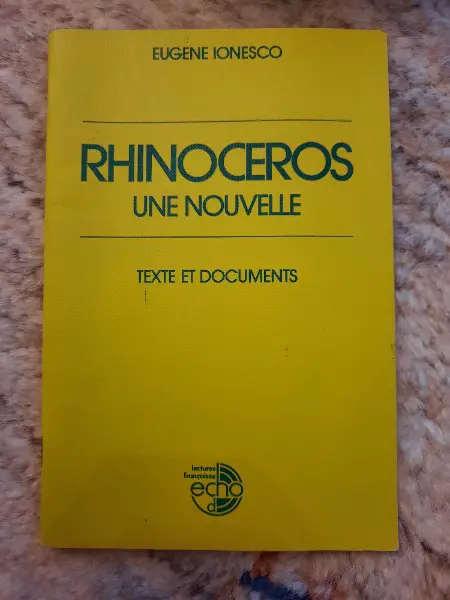 EUGENE IONESCO
RHINOCEROS
UNE NOUVELLE
TEXTE ET DOCUMENTS
lectures
françaises
echo
d